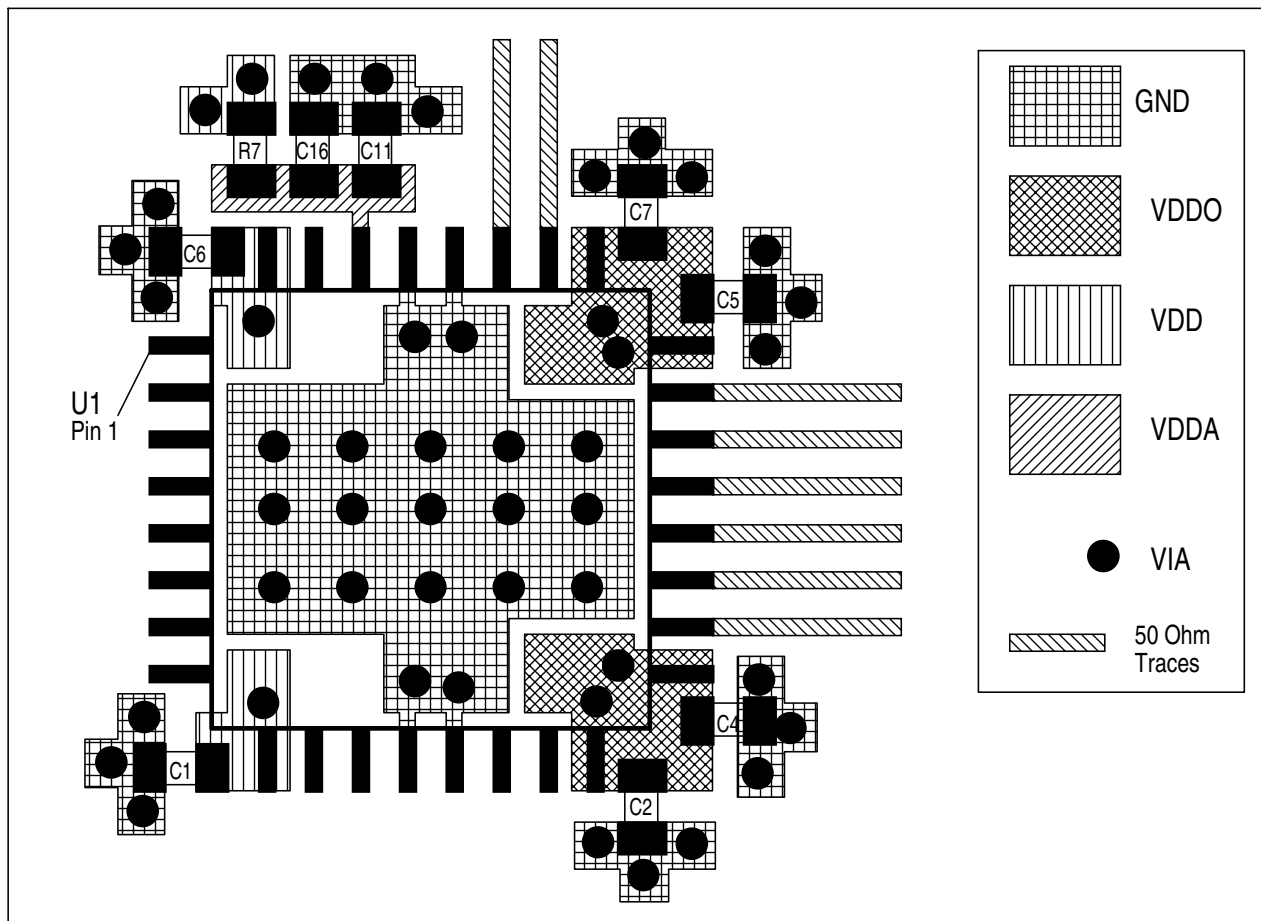 R7
C16
C11
C7
C6
C5
U1
Pin 1
C4
C1
C2
GND
VDDO
VDD
VDDA
VIA
50 Ohm
Traces